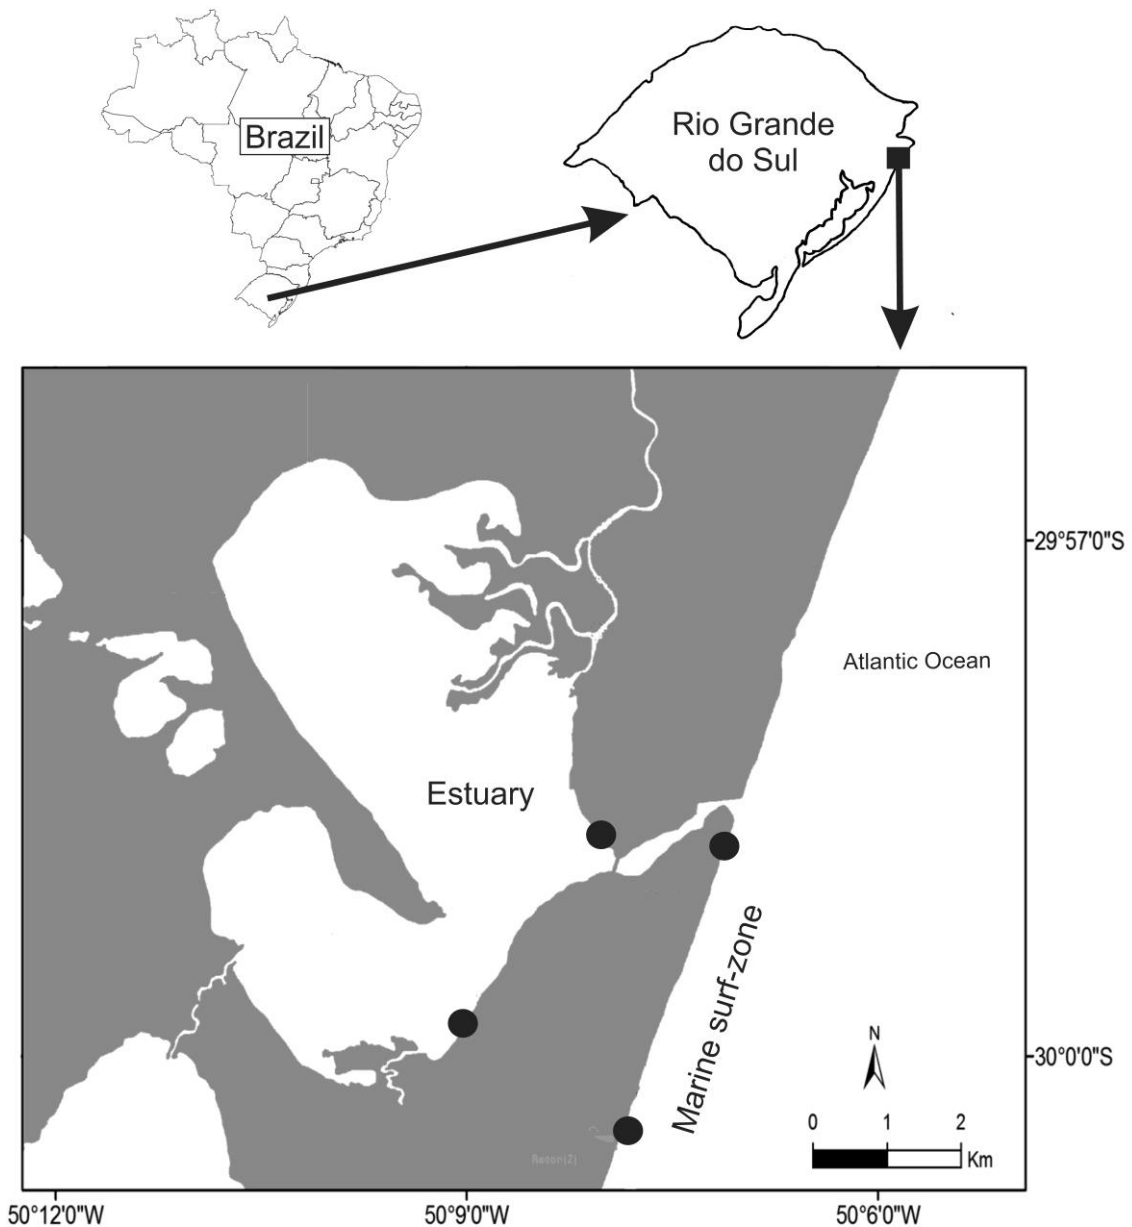 Brazil
Rio Grande
do Sul
29°57'0"S
Atlantic Ocean
Estuary
Marine surf-zone
N
30°0'0"S
0 1 2
Km
50°12'0"W 50°9'0"W 50°6'0"W